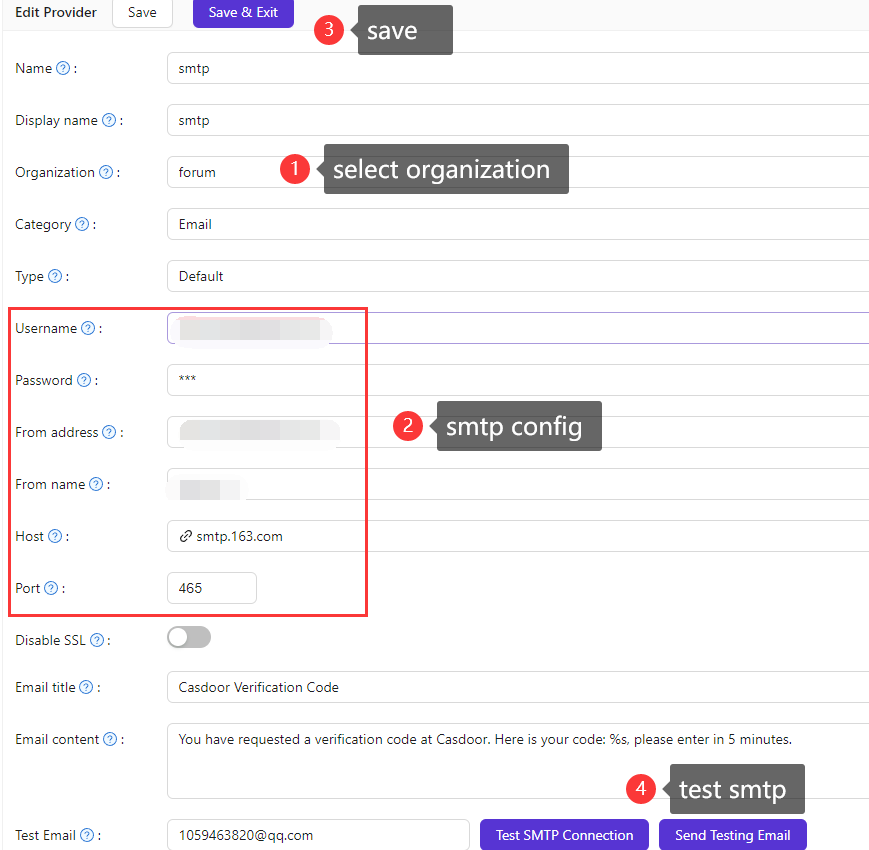 Edit Provider Save Save & Exit
3 save
Name ? : smtp
Display name ? : smtp
Organization ? : forum 1 select organization
Category ? : Email
Type ? : Default
Username ? :
Password ? : ***
From address ? : 2 smtp config
From name ? :
Host ? : smtp.163.com
Port ? : 465
Disable SSL ? :
Email title ? : Casdoor Verification Code
Email content ? : You have requested a verification code at Casdoor. Here is your code: %s, please enter in 5 minutes.
4 test smtp
Test Email ? : 1059463820@qq.com Test SMTP Connection Send Testing Email